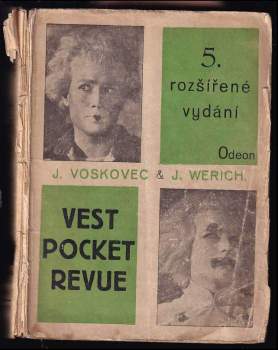 5.
rozšířené
vydání
Odeon
J. VOSKOVEC & J. WERICH.
VEST
POCKET
REVUE